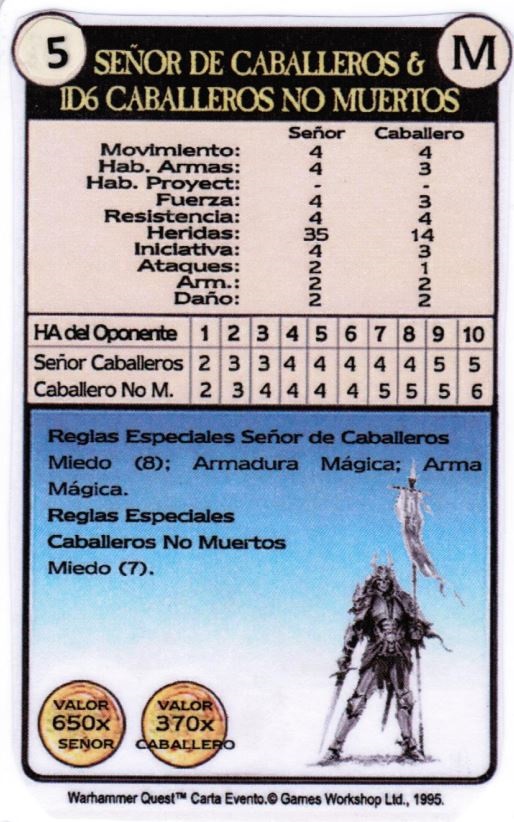 5
M
SEÑOR DE CABALLEROS &
1D6 CABALLEROS NO MUERTOS
Señor Caballero
Movimiento: 4 4
Hab. Armas: 4 3
Hab. Proyect: - -
Fuerza: 4 3
Resistencia: 4 4
Heridas: 35 14
Iniciativa: 4 3
Ataques: 2 1
Arm.: 2 2
Daño: 2 2
HA del Oponente 1 2 3 4 5 6 7 8 9 10
Señor Caballeros 2 3 3 4 4 4 4 4 5 5
Caballero No M. 2 3 4 4 4 4 5 5 5 6
Reglas Especiales Señor de Caballeros
Miedo (8); Armadura Mágica; Arma
Mágica.
Reglas Especiales
Caballeros No Muertos
Miedo (7).
VALOR
650x
SEÑOR
VALOR
370x
CABALLERO
Warhammer Quest™ Carta Evento.© Games Workshop Ltd., 1995.